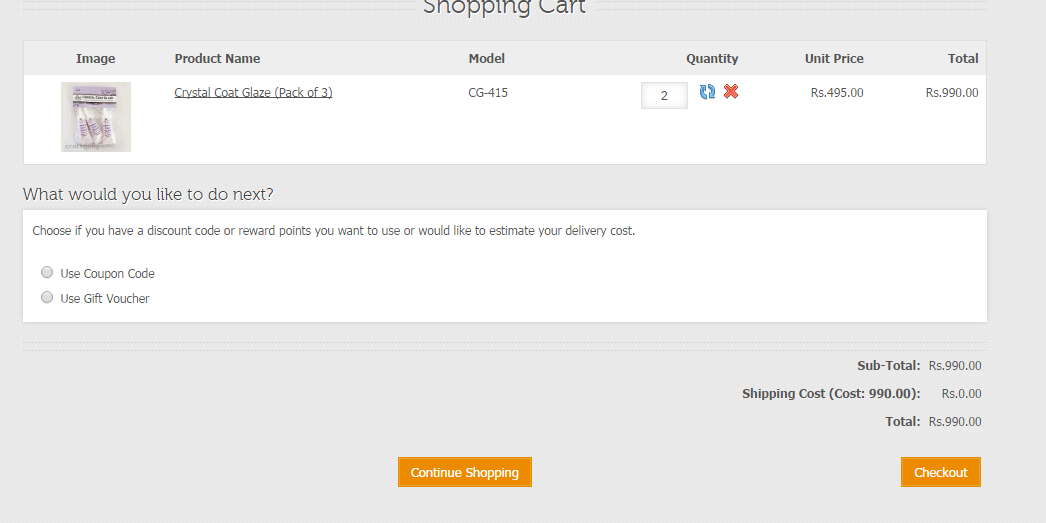 Shopping Cart
Image Product Name Model Quantity Unit Price Total
Crystal Coat Glaze (Pack of 3) CG-415 2 Rs.495.00 Rs.990.00
What would you like to do next?
Choose if you have a discount code or reward points you want to use or would like to estimate your delivery cost.
Use Coupon Code
Use Gift Voucher
Sub-Total: Rs.990.00
Shipping Cost (Cost: 990.00): Rs.0.00
Total: Rs.990.00
Continue Shopping Checkout